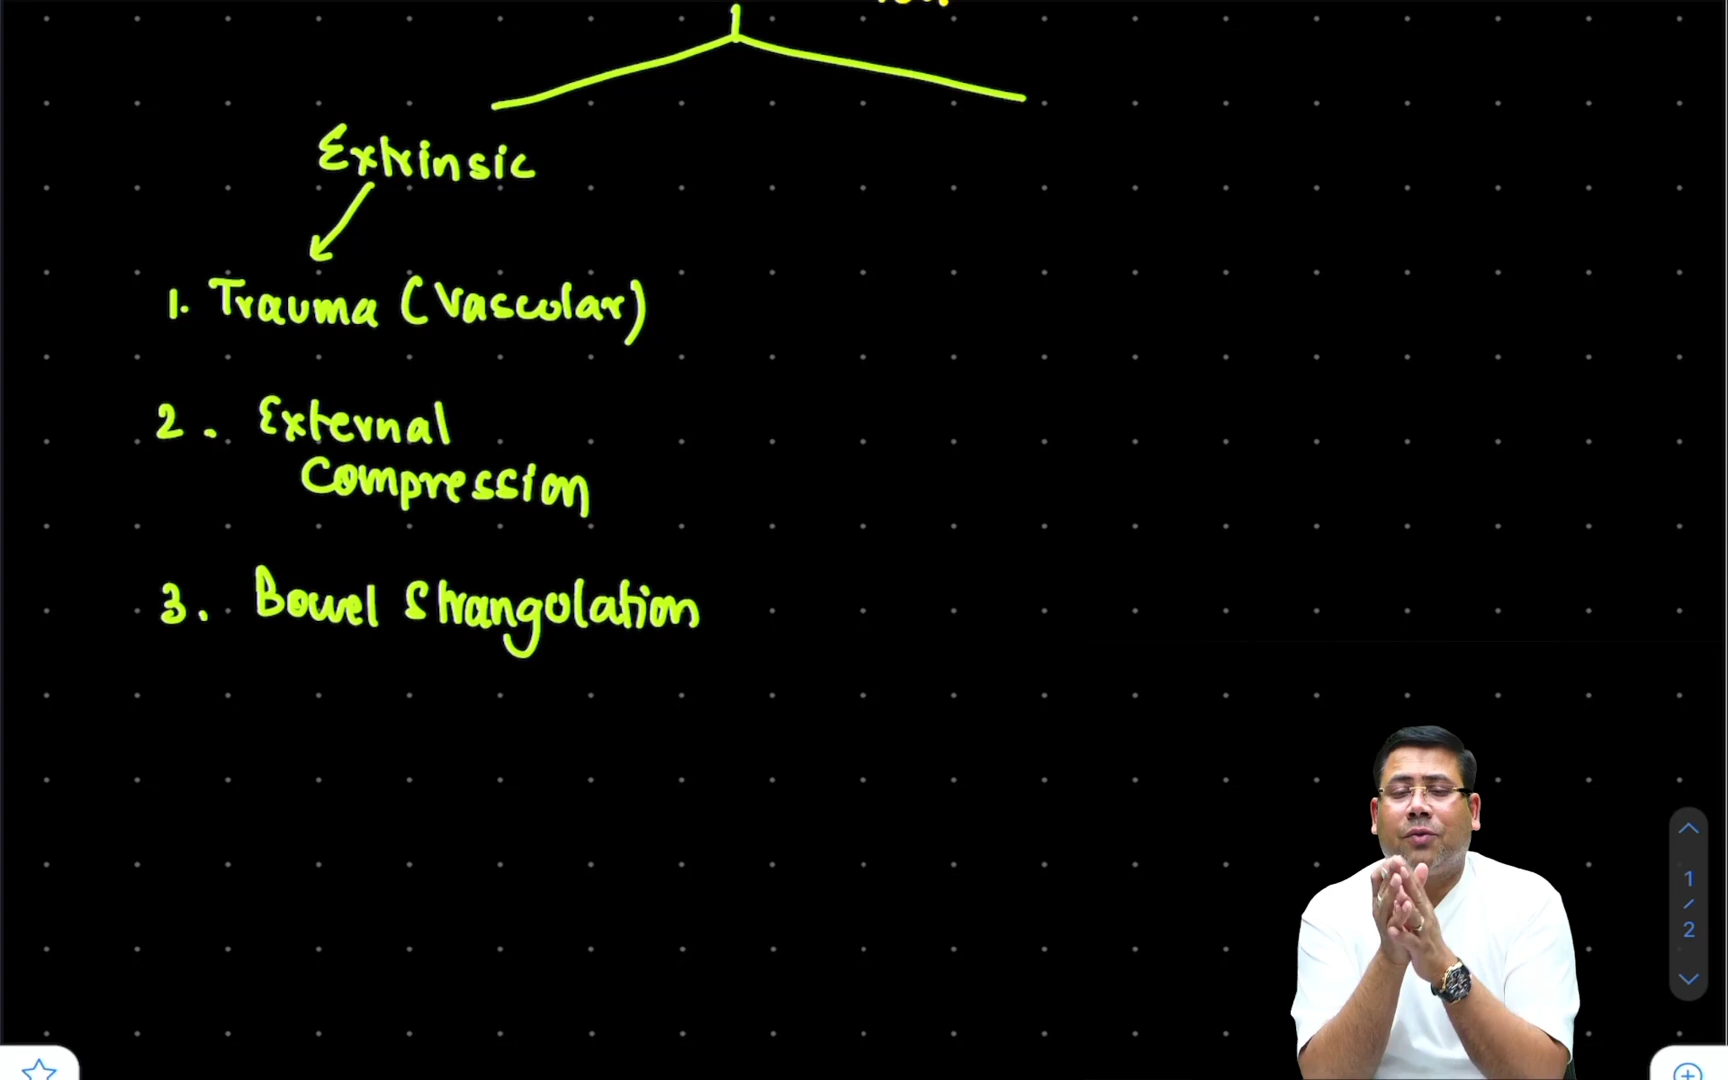 Extrinsic
1. Trauma (Vascular)
2. External
Compression
3. Bowel Strangulation
1
/
2